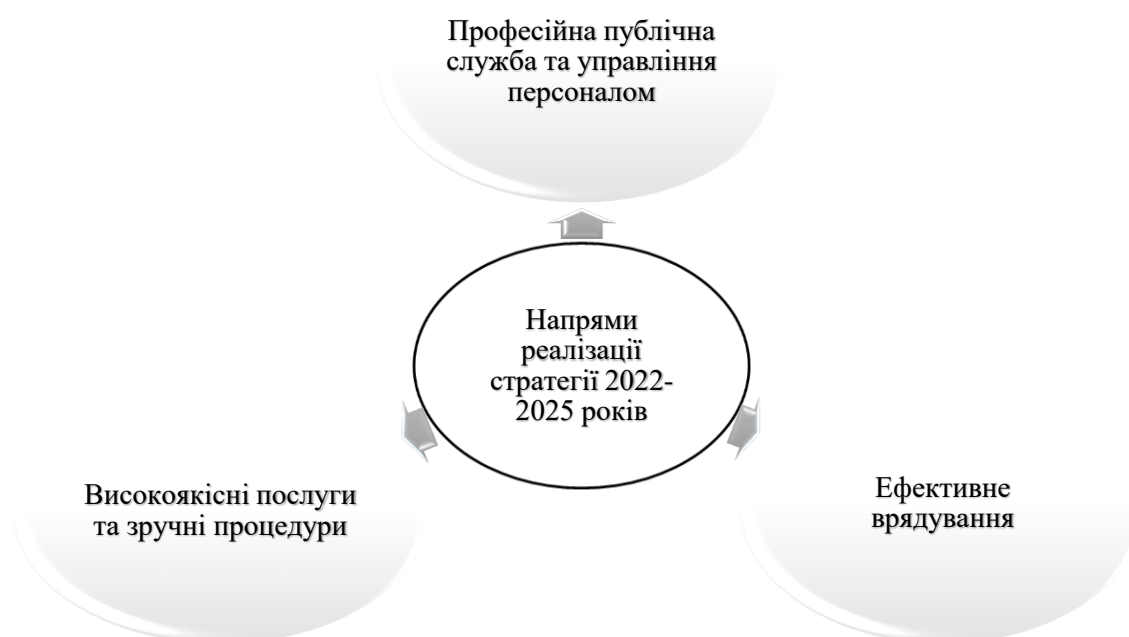 Професійна публічна
служба та управління
персоналом
Напрями
реалізації
стратегії 2022-
2025 років
Високоякісні послуги
та зручні процедури
Ефективне
врядування